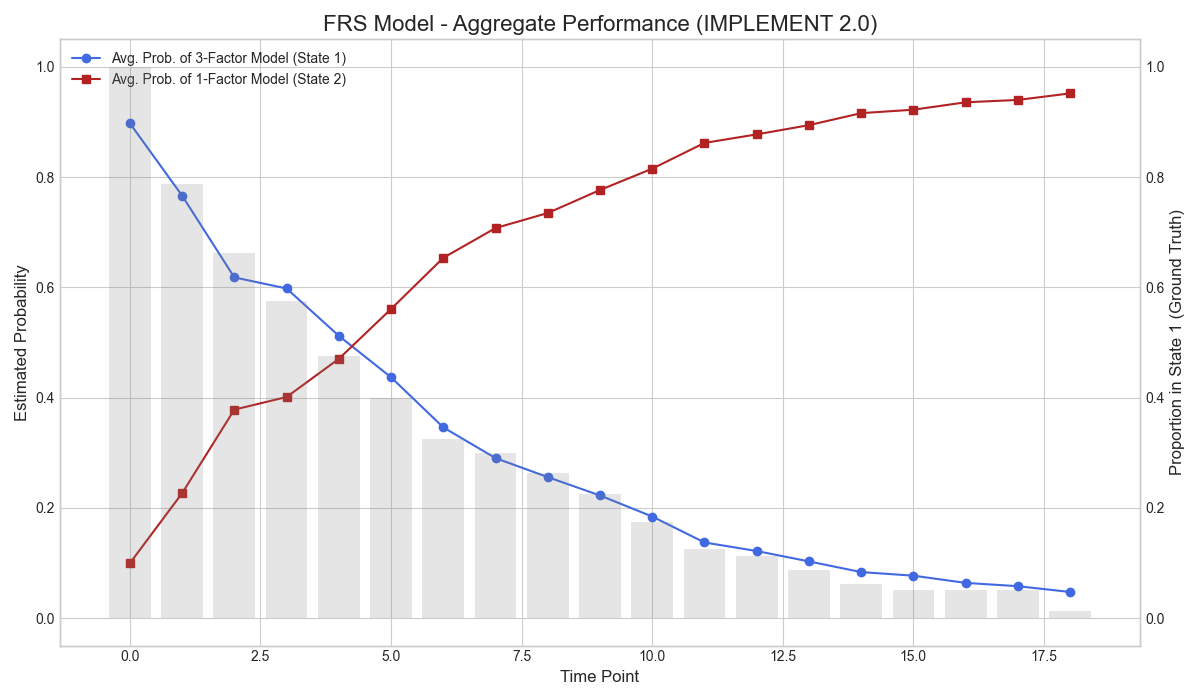 FRS Model - Aggregate Performance (IMPLEMENT 2.0)
Avg. Prob. of 3-Factor Model (State 1)
Avg. Prob. of 1-Factor Model (State 2)
1.0
0.8
0.6
0.4
0.2
0.0
Estimated Probability
1.0
0.8
0.6
0.4
0.2
0.0
Proportion in State 1 (Ground Truth)
0.0 2.5 5.0 7.5 10.0 12.5 15.0 17.5
Time Point